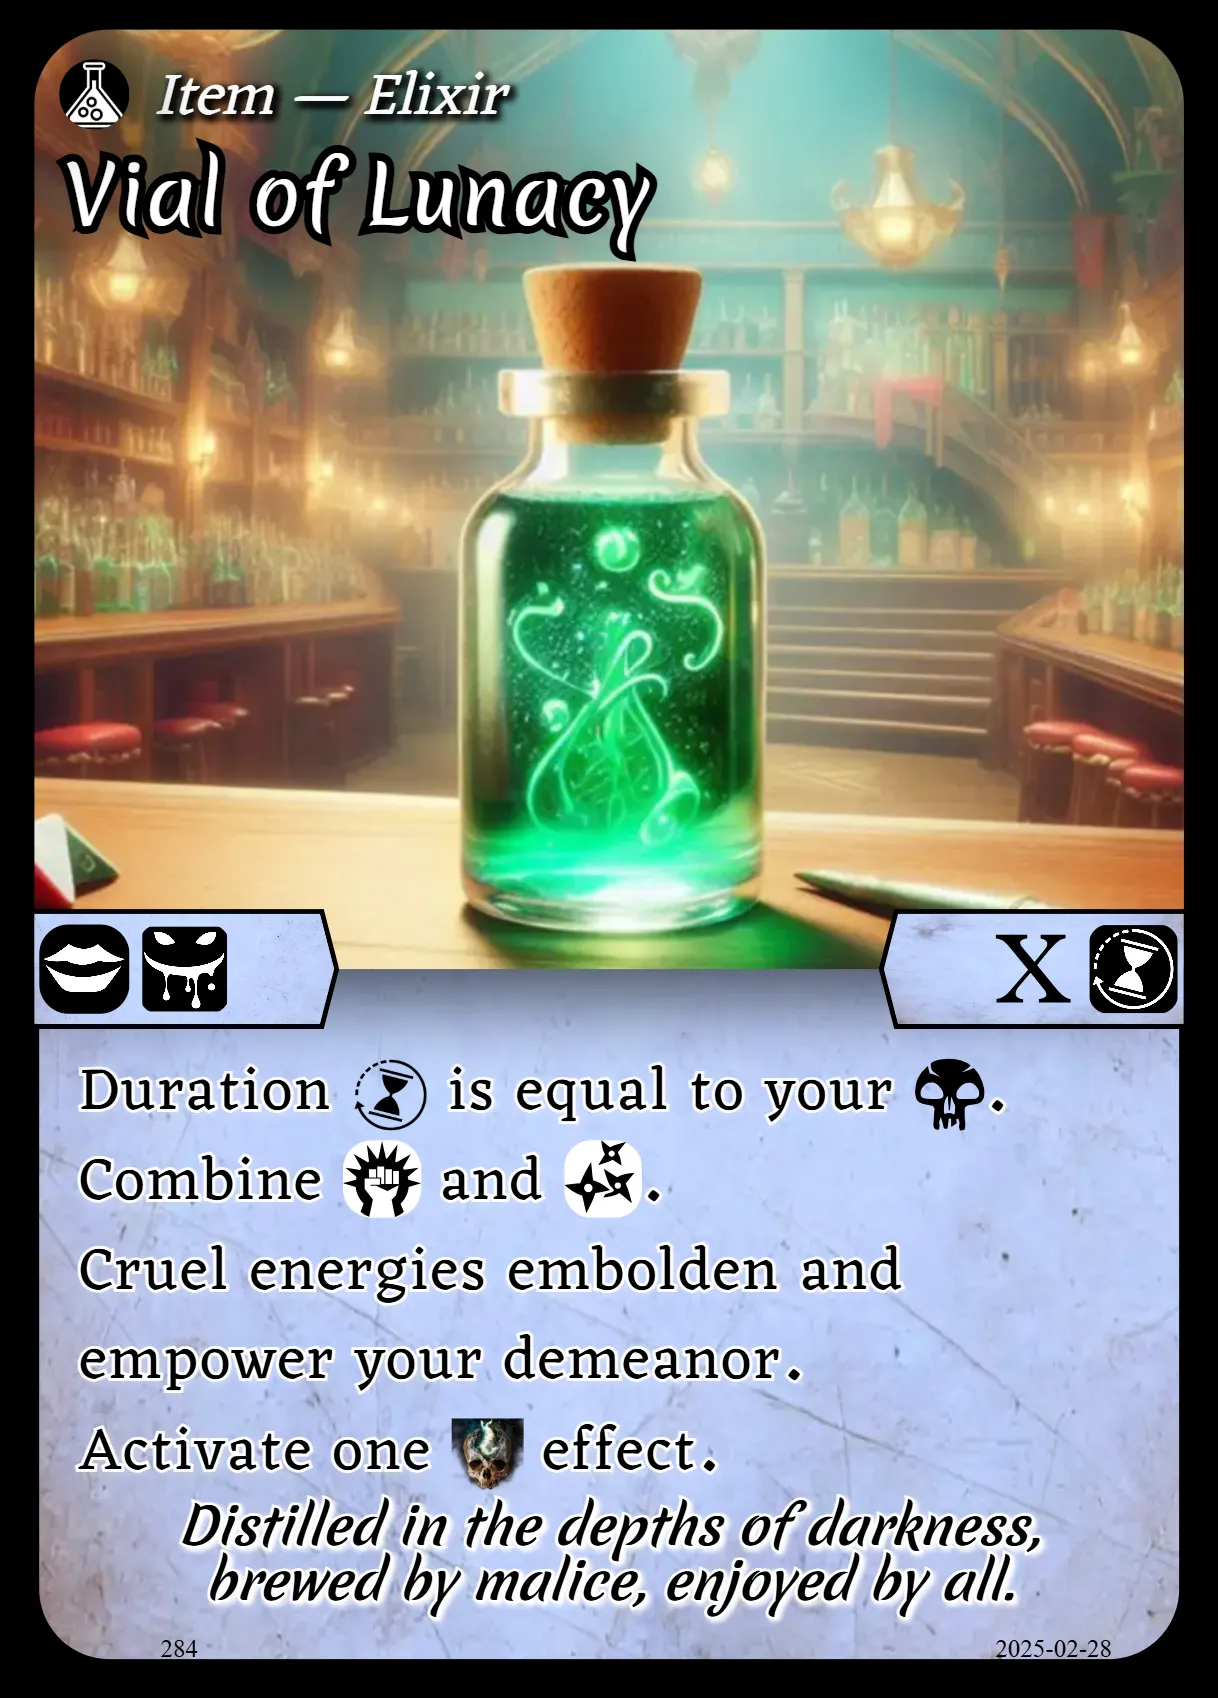 Item — Elixir
Vial of Lunacy
X
Duration is equal to your .
Combine and .
Cruel energies embolden and
empower your demeanor.
Activate one effect.
Distilled in the depths of darkness,
brewed by malice, enjoyed by all.
284
2025-02-28